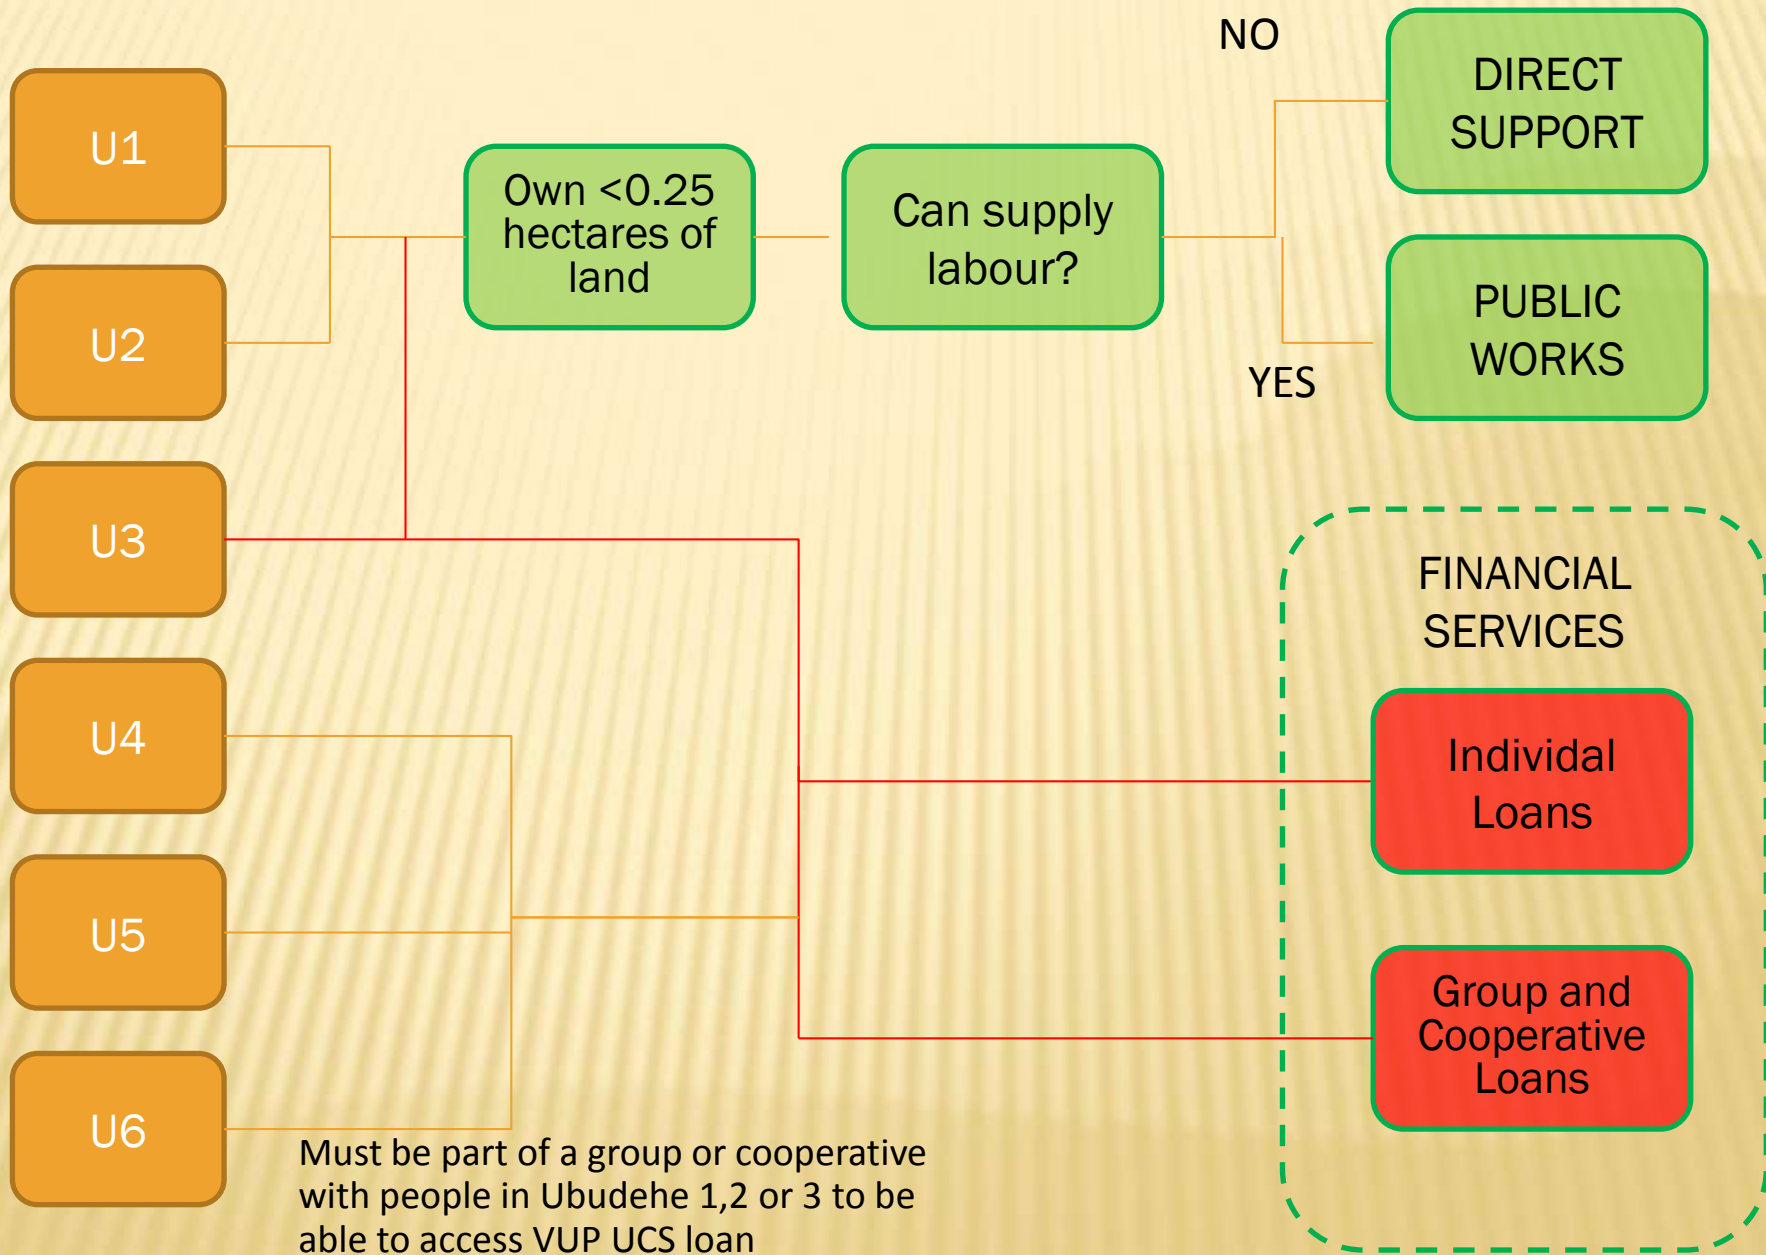 U1
U2
U3
U4
U5
U6
Own <0.25
hectares of
land
Can supply
labour?
NO
YES
DIRECT
SUPPORT
PUBLIC
WORKS
FINANCIAL
SERVICES
Individal
Loans
Group and
Cooperative
Loans
Must be part of a group or cooperative
with people in Ubudehe 1,2 or 3 to be
able to access VUP UCS loan